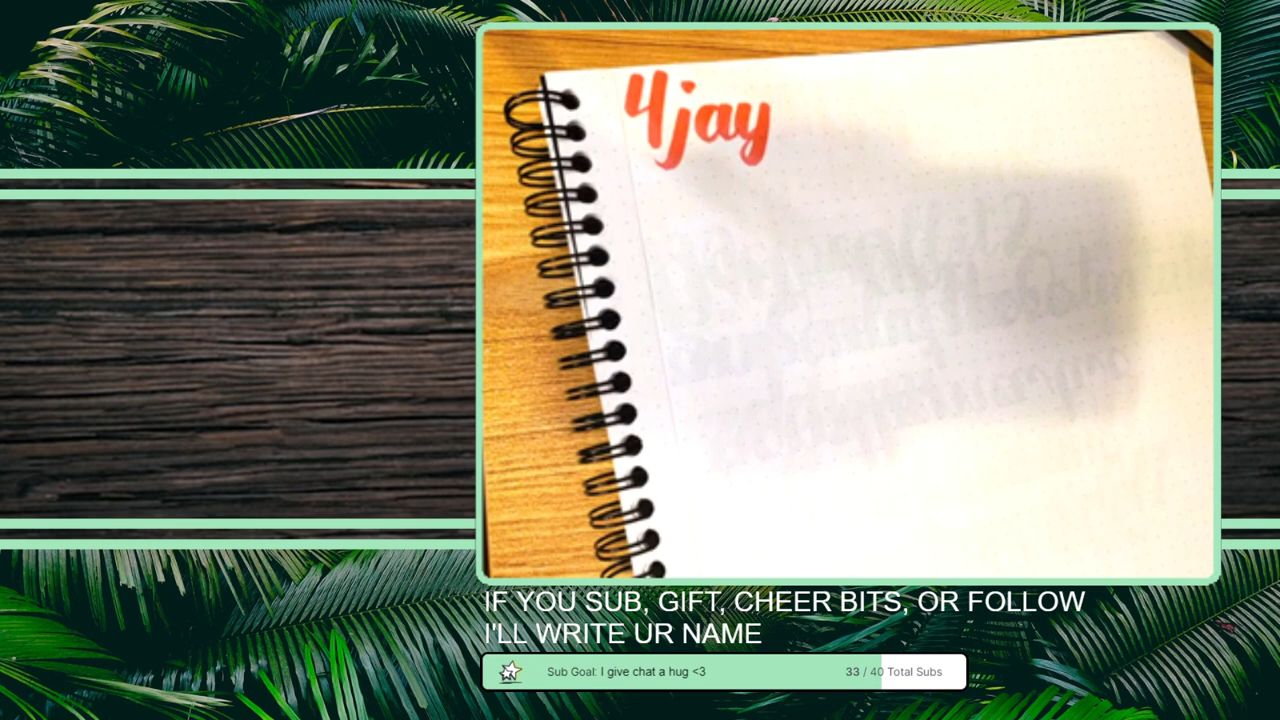 4jay
IF YOU SUB, GIFT, CHEER BITS, OR FOLLOW
I'LL WRITE UR NAME
Sub Goal: I give chat a hug <3 33 / 40 Total Subs